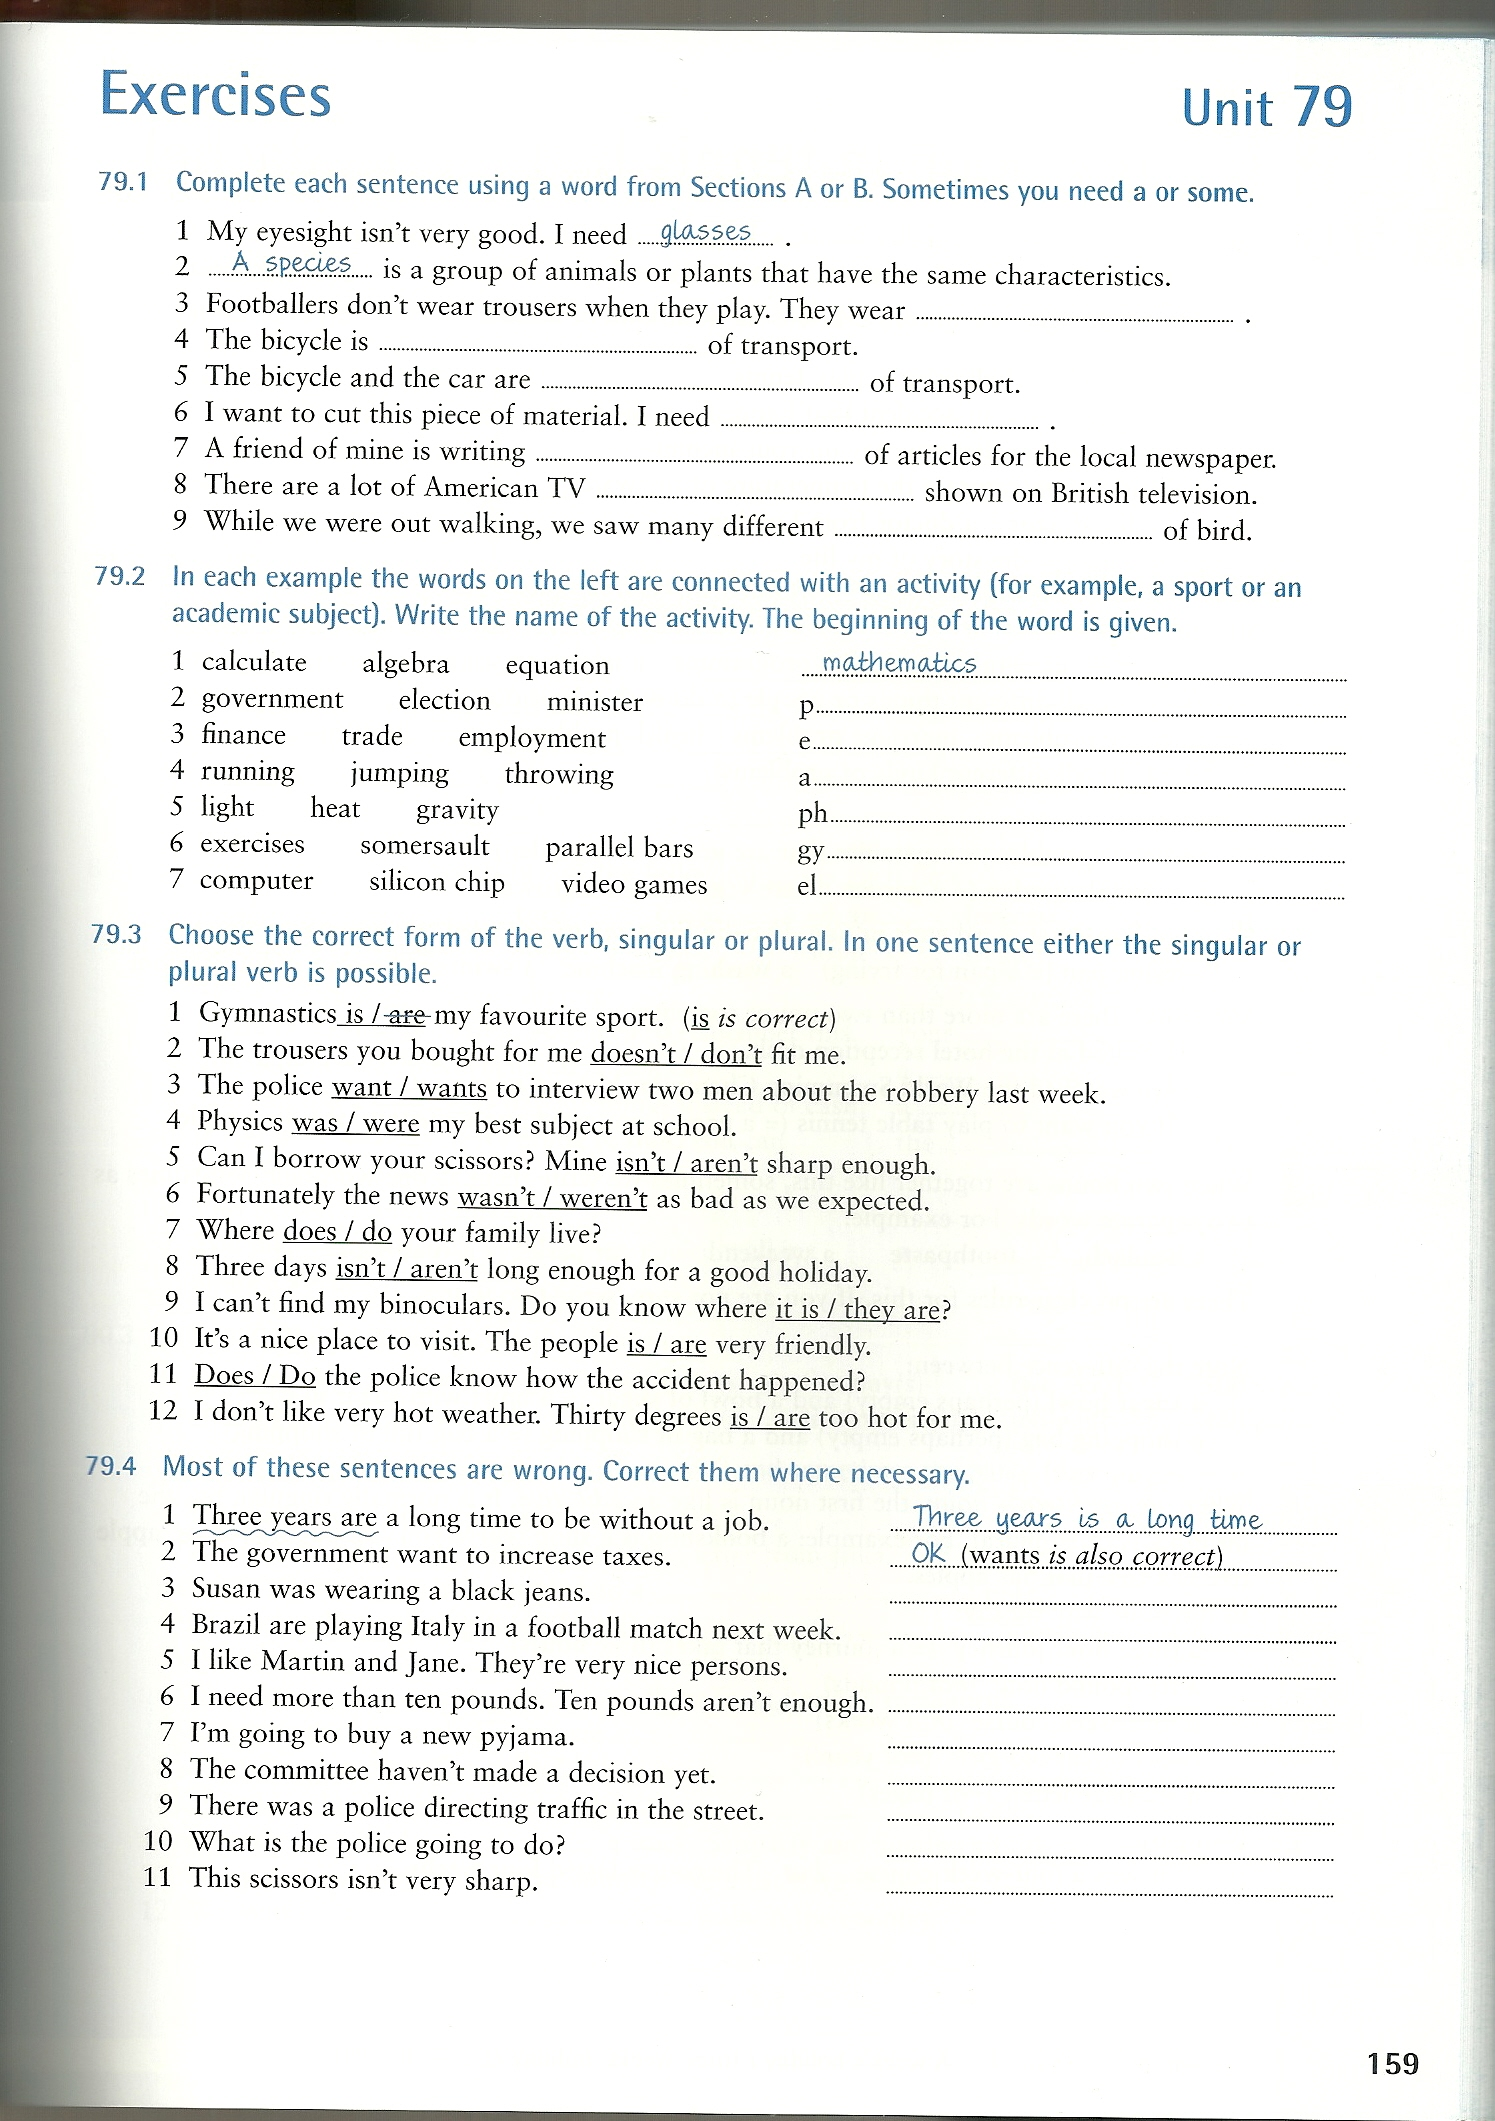 Exercises
Unit 79
79.1 Complete each sentence using a word from Sections A or B. Sometimes you need a or some.
1 My eyesight isn't very good. I need ....glasses.... .
2 ....A species.... is a group of animals or plants that have the same characteristics.
3 Footballers don't wear trousers when they play. They wear .................... .
4 The bicycle is .................... of transport.
5 The bicycle and the car are .................... of transport.
6 I want to cut this piece of material. I need .................... .
7 A friend of mine is writing .................... of articles for the local newspaper.
8 There are a lot of American TV .................... shown on British television.
9 While we were out walking, we saw many different .................... of bird.
79.2 In each example the words on the left are connected with an activity (for example, a sport or an
academic subject). Write the name of the activity. The beginning of the word is given.
1 calculate algebra equation ....mathematics....................
2 government election minister p....................
3 finance trade employment e....................
4 running jumping throwing a....................
5 light heat gravity ph....................
6 exercises somersault parallel bars gy....................
7 computer silicon chip video games el....................
79.3 Choose the correct form of the verb, singular or plural. In one sentence either the singular or
plural verb is possible.
1 Gymnastics is / are my favourite sport. (is is correct)
2 The trousers you bought for me doesn't / don't fit me.
3 The police want / wants to interview two men about the robbery last week.
4 Physics was / were my best subject at school.
5 Can I borrow your scissors? Mine isn't / aren't sharp enough.
6 Fortunately the news wasn't / weren't as bad as we expected.
7 Where does / do your family live?
8 Three days isn't / aren't long enough for a good holiday.
9 I can't find my binoculars. Do you know where it is / they are?
10 It's a nice place to visit. The people is / are very friendly.
11 Does / Do the police know how the accident happened?
12 I don't like very hot weather. Thirty degrees is / are too hot for me.
79.4 Most of these sentences are wrong. Correct them where necessary.
1 Three years are a long time to be without a job. ....Three years is a long time..........
2 The government want to increase taxes. ....OK (wants is also correct)..........
3 Susan was wearing a black jeans. ....................
4 Brazil are playing Italy in a football match next week. ....................
5 I like Martin and Jane. They're very nice persons. ....................
6 I need more than ten pounds. Ten pounds aren't enough. ....................
7 I'm going to buy a new pyjama. ....................
8 The committee haven't made a decision yet. ....................
9 There was a police directing traffic in the street. ....................
10 What is the police going to do? ....................
11 This scissors isn't very sharp. ....................
159